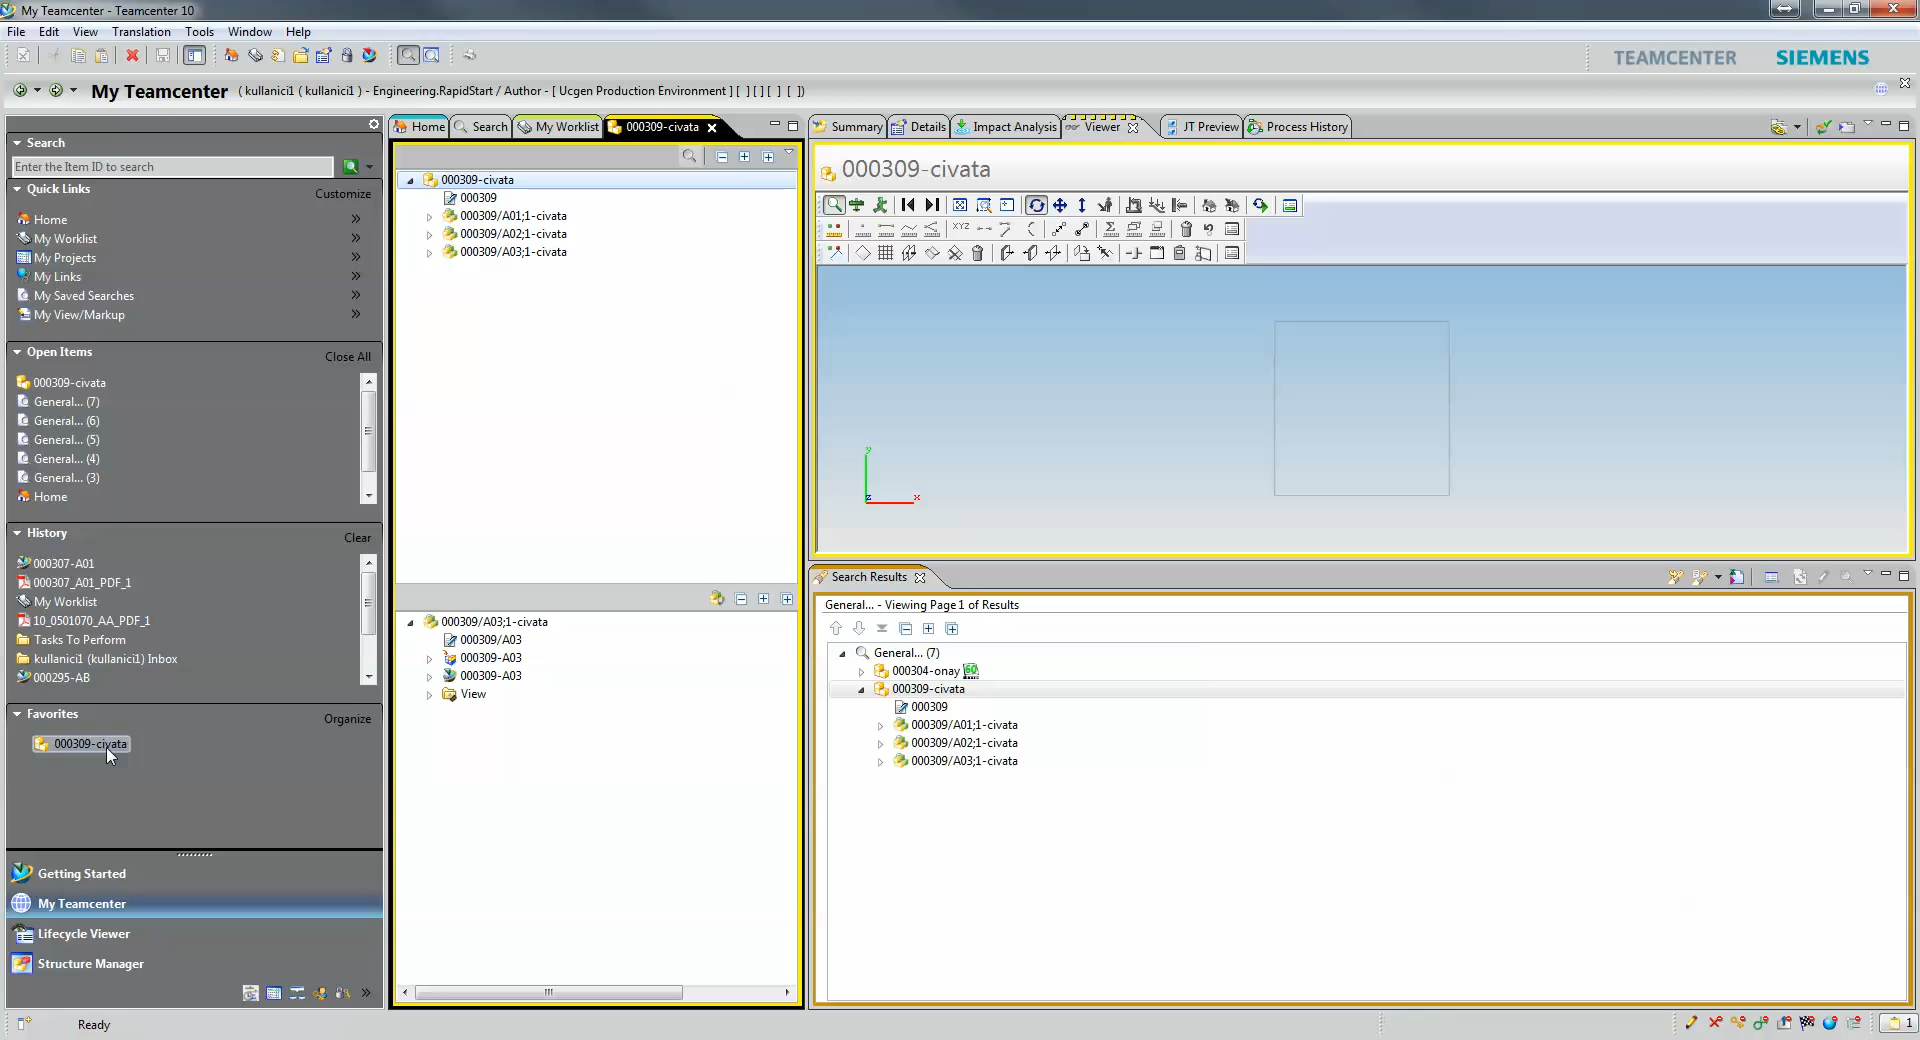 My Teamcenter - Teamcenter 10
File Edit View Translation Tools Window Help
TEAMCENTER SIEMENS
My Teamcenter ( kullanici1 ( kullanici1 ) - Engineering.RapidStart / Author - [ Ucgen Production Environment ] [ ] [ ] [ ] [ ])
Search
Enter the Item ID to search
Quick Links Customize
Home
My Worklist
My Projects
My Links
My Saved Searches
My View/Markup
Open Items Close All
000309-civata
General... (7)
General... (6)
General... (5)
General... (4)
General... (3)
Home
History Clear
000307-A01
000307_A01_PDF_1
My Worklist
10_0501070_AA_PDF_1
Tasks To Perform
kullanici1 (kullanici1) Inbox
000295-AB
Favorites Organize
000309-civata
Getting Started
My Teamcenter
Lifecycle Viewer
Structure Manager
Ready
Home Search My Worklist 000309-civata
000309-civata
000309
000309/A01;1-civata
000309/A02;1-civata
000309/A03;1-civata
000309/A03;1-civata
000309/A03
000309-A03
000309-A03
View
Summary Details Impact Analysis Viewer JT Preview Process History
000309-civata
XYZ
y
z x
Search Results
General... - Viewing Page 1 of Results
General... (7)
000304-onay 60
000309-civata
000309
000309/A01;1-civata
000309/A02;1-civata
000309/A03;1-civata
1